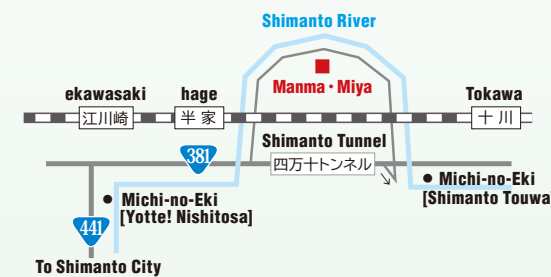 Shimanto River
Manma・Miya
ekawasaki
hage
Tokawa
江川崎
半家
十川
Shimanto Tunnel
四万十トンネル
381
Michi-no-Eki
[Yotte! Nishitosa]
Michi-no-Eki
[Shimanto Touwa
441
To Shimanto City